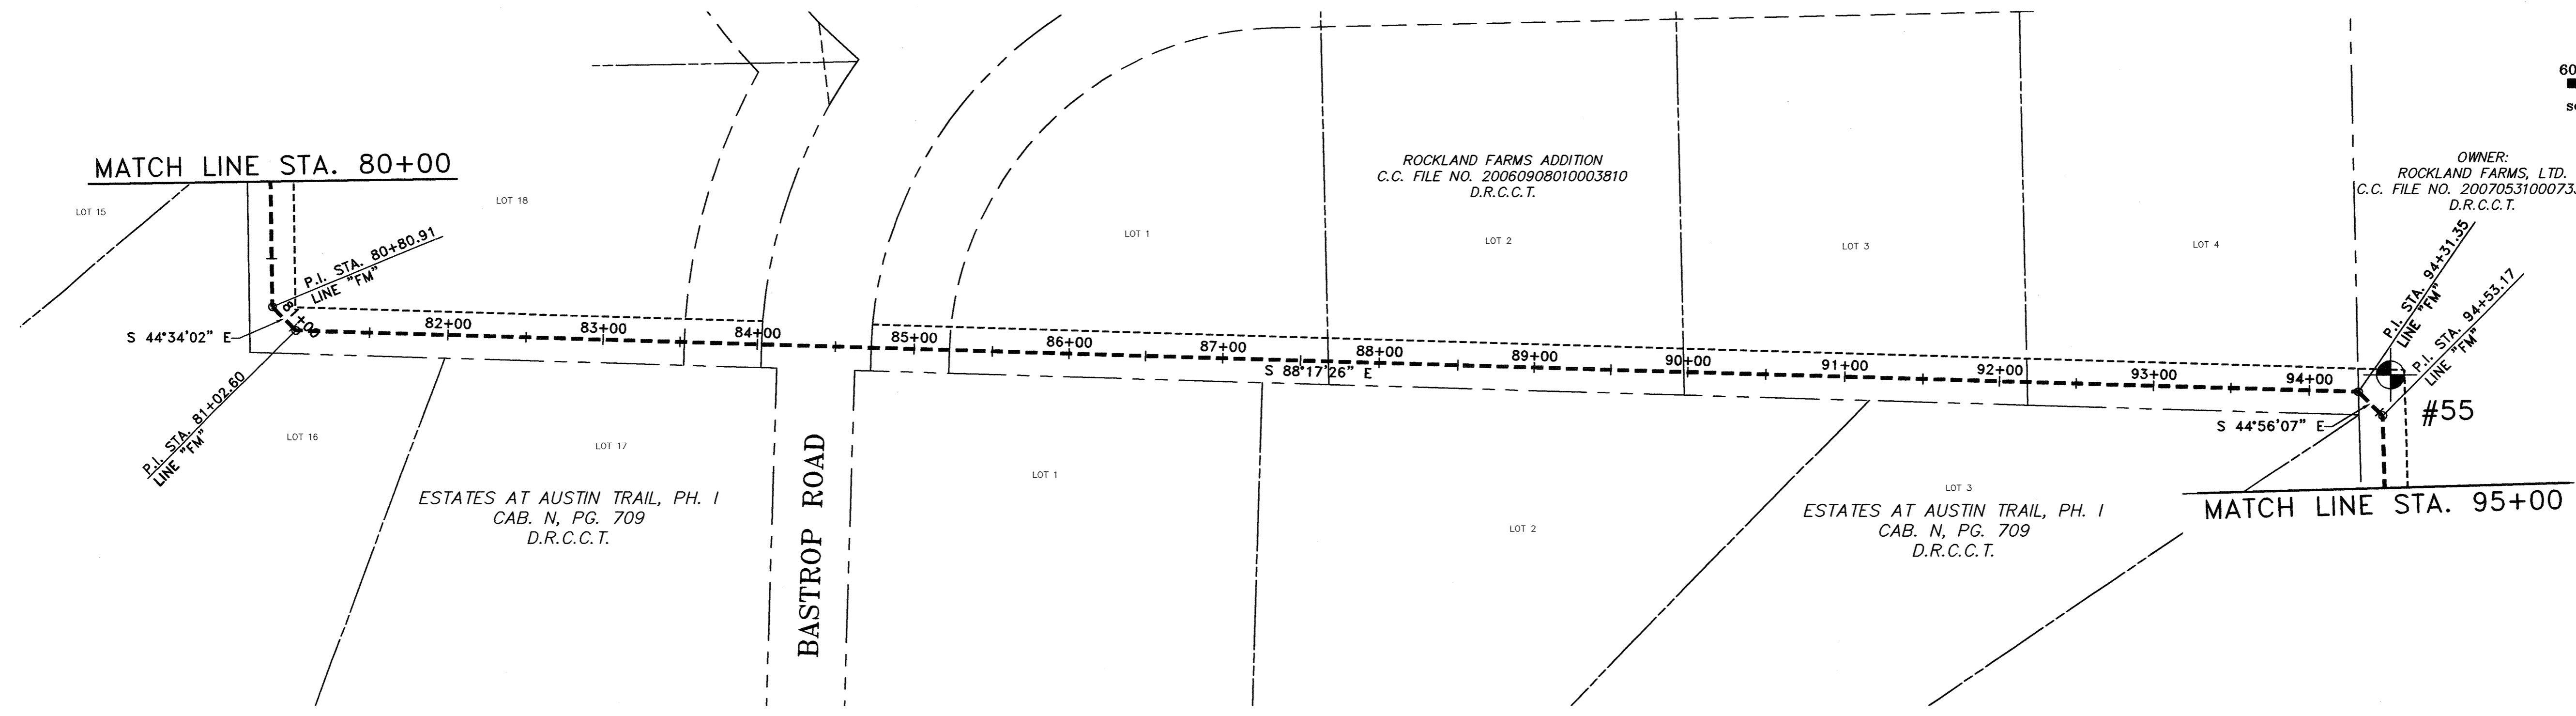 MATCH LINE STA. 80+00
LOT 15
LOT 18
P.I. STA. 80+80.91
LINE "FM"
81+00
S 44°34'02" E
P.I. STA. 81+02.60
LINE "FM"
82+00
83+00
84+00
85+00
86+00
87+00
88+00
89+00
90+00
91+00
92+00
93+00
94+00
S 88°17'26" E
LOT 1
ROCKLAND FARMS ADDITION
C.C. FILE NO. 20060908010003810
D.R.C.C.T.
LOT 2
LOT 3
LOT 4
60
OWNER:
ROCKLAND FARMS, LTD.
C.C. FILE NO. 2007053100073
D.R.C.C.T.
P.I. STA. 94+31.35
LINE "FM"
P.I. STA. 94+53.17
LINE "FM"
#55
S 44°56'07" E
MATCH LINE STA. 95+00
LOT 16
LOT 17
ESTATES AT AUSTIN TRAIL, PH. I
CAB. N, PG. 709
D.R.C.C.T.
BASTROP ROAD
LOT 1
LOT 2
LOT 3
ESTATES AT AUSTIN TRAIL, PH. I
CAB. N, PG. 709
D.R.C.C.T.